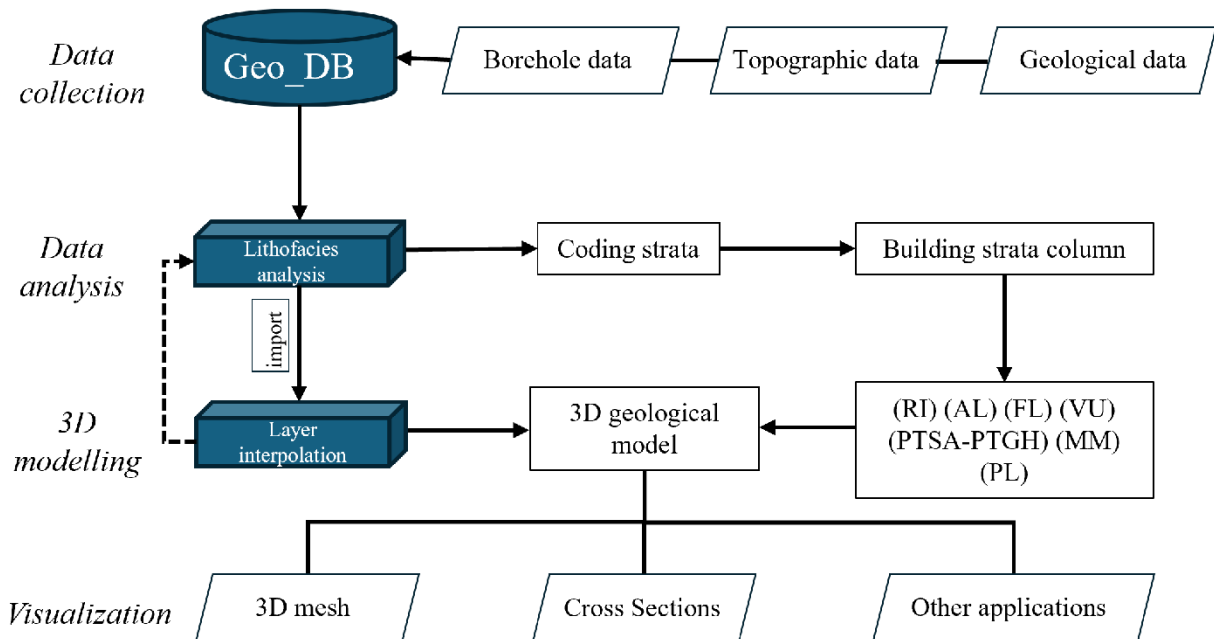 Data
collection
Geo_DB
Borehole data
Topographic data
Geological data
Data
analysis
Lithofacies
analysis
Coding strata
Building strata column
import
3D
modelling
Layer
interpolation
3D geological
model
(RI) (AL) (FL) (VU)
(PTSA-PTGH) (MM)
(PL)
Visualization
3D mesh
Cross Sections
Other applications